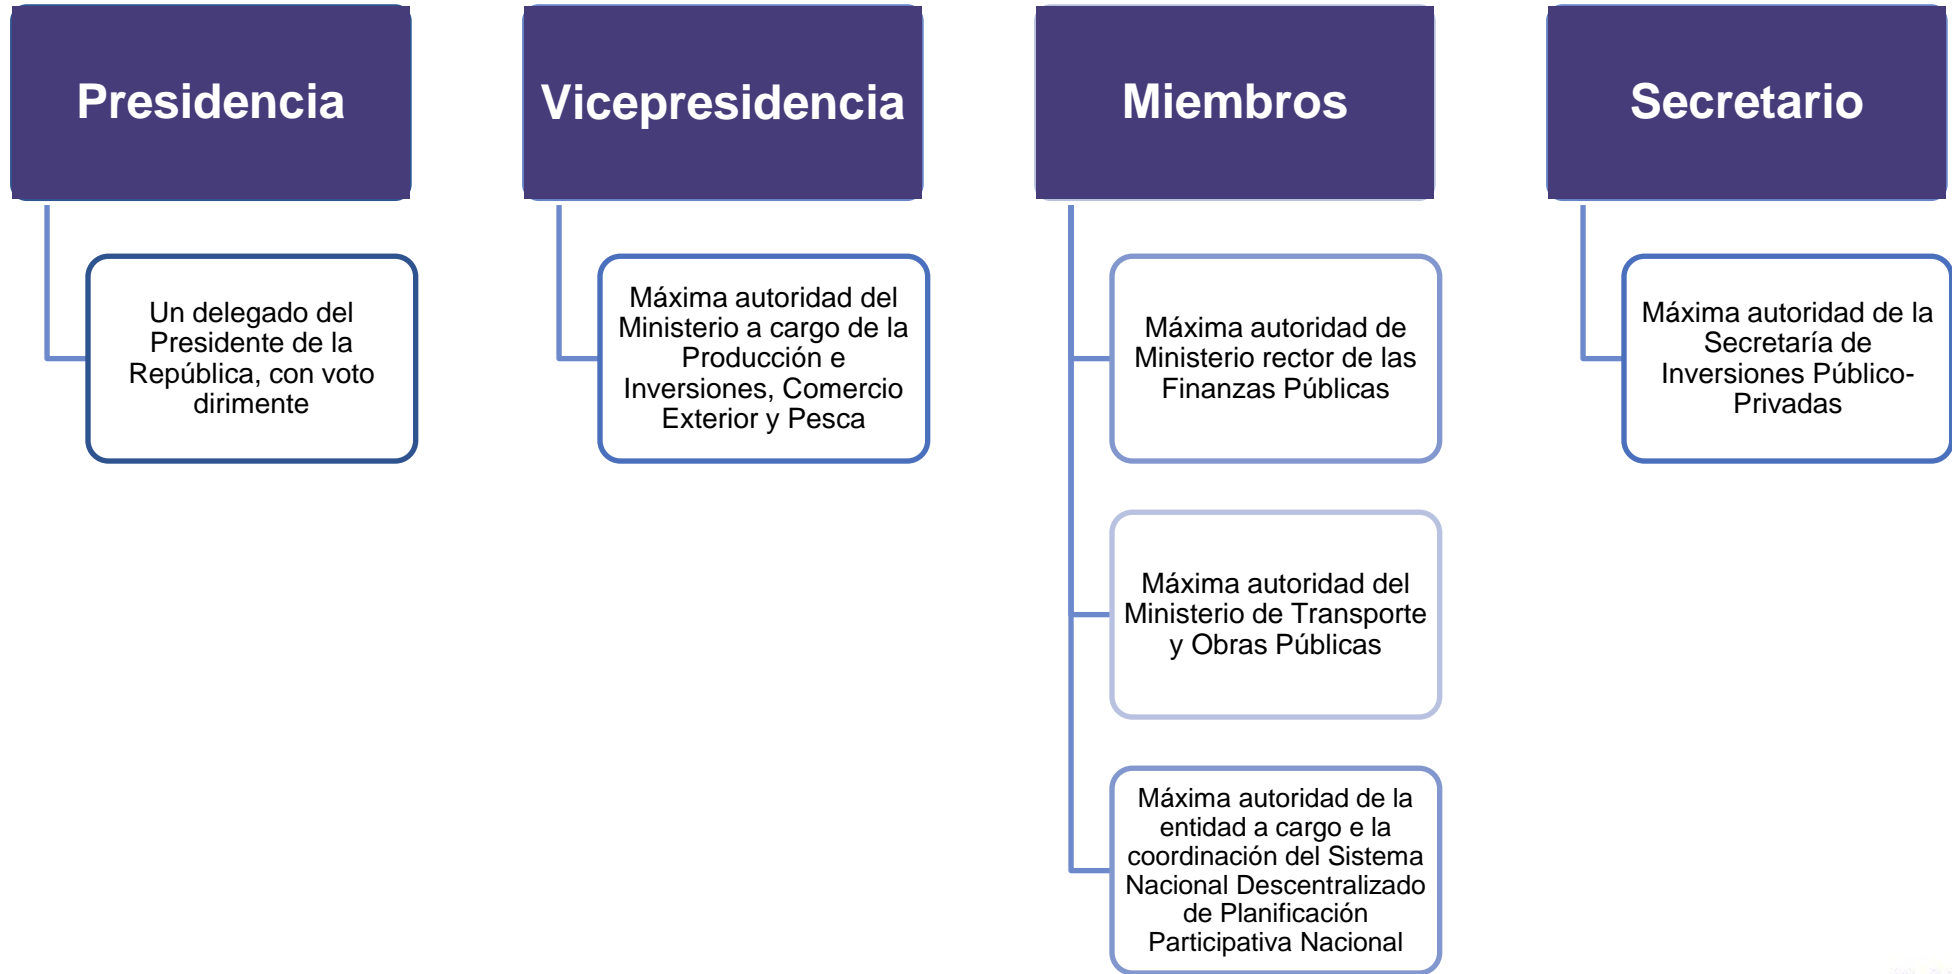 Presidencia
Un delegado del
Presidente de la
República, con voto
dirimente
Vicepresidencia
Máxima autoridad del
Ministerio a cargo de la
Producción e
Inversiones, Comercio
Exterior y Pesca
Miembros
Máxima autoridad de
Ministerio rector de las
Finanzas Públicas
Máxima autoridad del
Ministerio de Transporte
y Obras Públicas
Máxima autoridad de la
entidad a cargo e la
coordinación del Sistema
Nacional Descentralizado
de Planificación
Participativa Nacional
Secretario
Máxima autoridad de la
Secretaría de
Inversiones Público-
Privadas